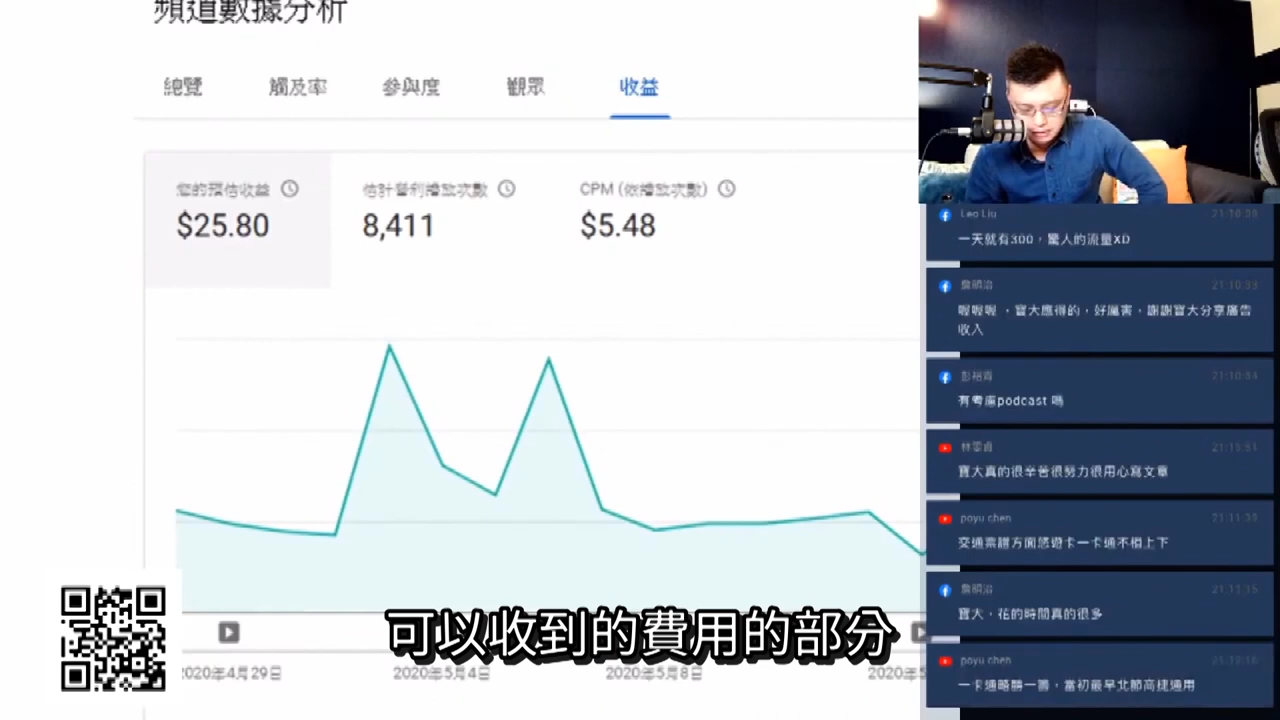 頻道數據分析
總覽
觸及率
參與度
觀眾
收益
您的預估收益
估計營利播放次數
CPM (依播放次數)
$25.80
8,411
$5.48
2020年4月29日
2020年5月4日
2020年5月8日
2020年5
可以收到的費用的部分
Leo Liu
一天就有300，驚人的流量XD
喔喔喔，寶大應得的，好厲害，謝謝寶大分享廣告
收入
有考慮podcast 嗎
寶大真的很辛苦很努力很用心寫文章
poyu chen
交通票證方面悠遊卡一卡通不相上下
寶大，花的時間真的很多
poyu chen
一卡通略勝一籌，當初最早北部高捷通用